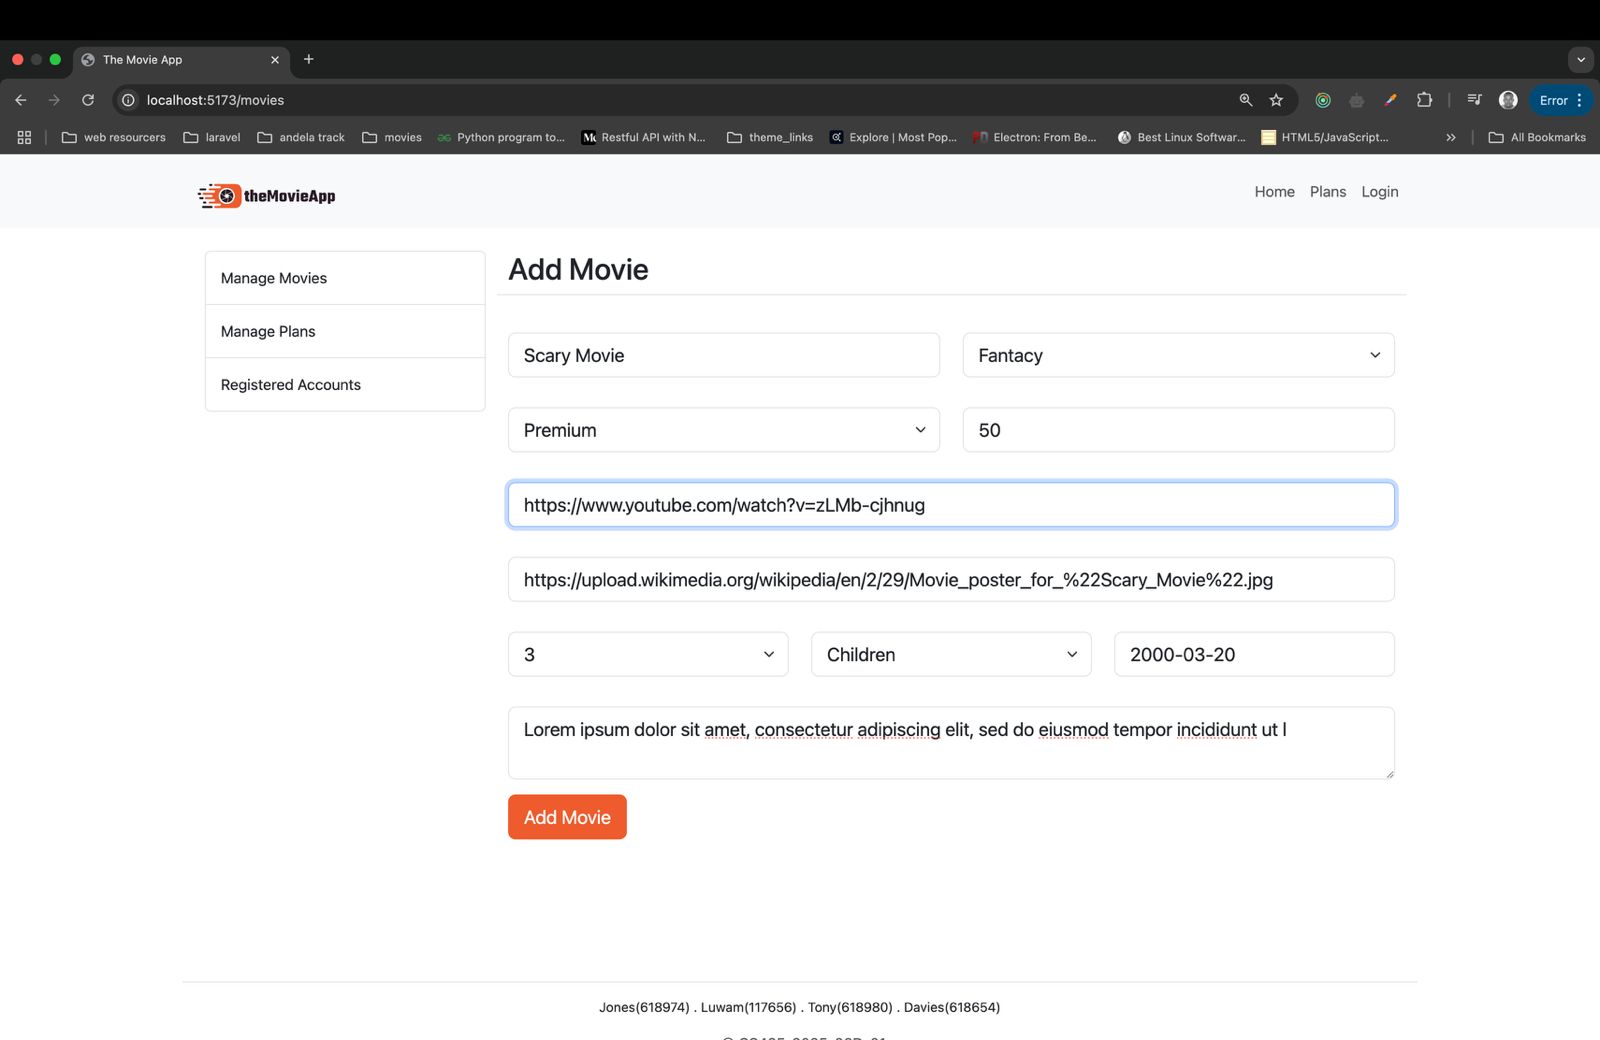 The Movie App
localhost:5173/movies
Error
web resourcers
laravel
andela track
movies
Python program to...
Restful API with N...
theme_links
Explore | Most Pop...
Electron: From Be...
Best Linux Softwar...
HTML5/JavaScript...
All Bookmarks
theMovieApp
Home Plans Login
Manage Movies
Manage Plans
Registered Accounts
Add Movie
Scary Movie
Fantacy
Premium
50
https://www.youtube.com/watch?v=zLMb-cjhnug
https://upload.wikimedia.org/wikipedia/en/2/29/Movie_poster_for_%22Scary_Movie%22.jpg
3
Children
2000-03-20
Lorem ipsum dolor sit amet, consectetur adipiscing elit, sed do eiusmod tempor incididunt ut l
Add Movie
Jones(618974) . Luwam(117656) . Tony(618980) . Davies(618654)